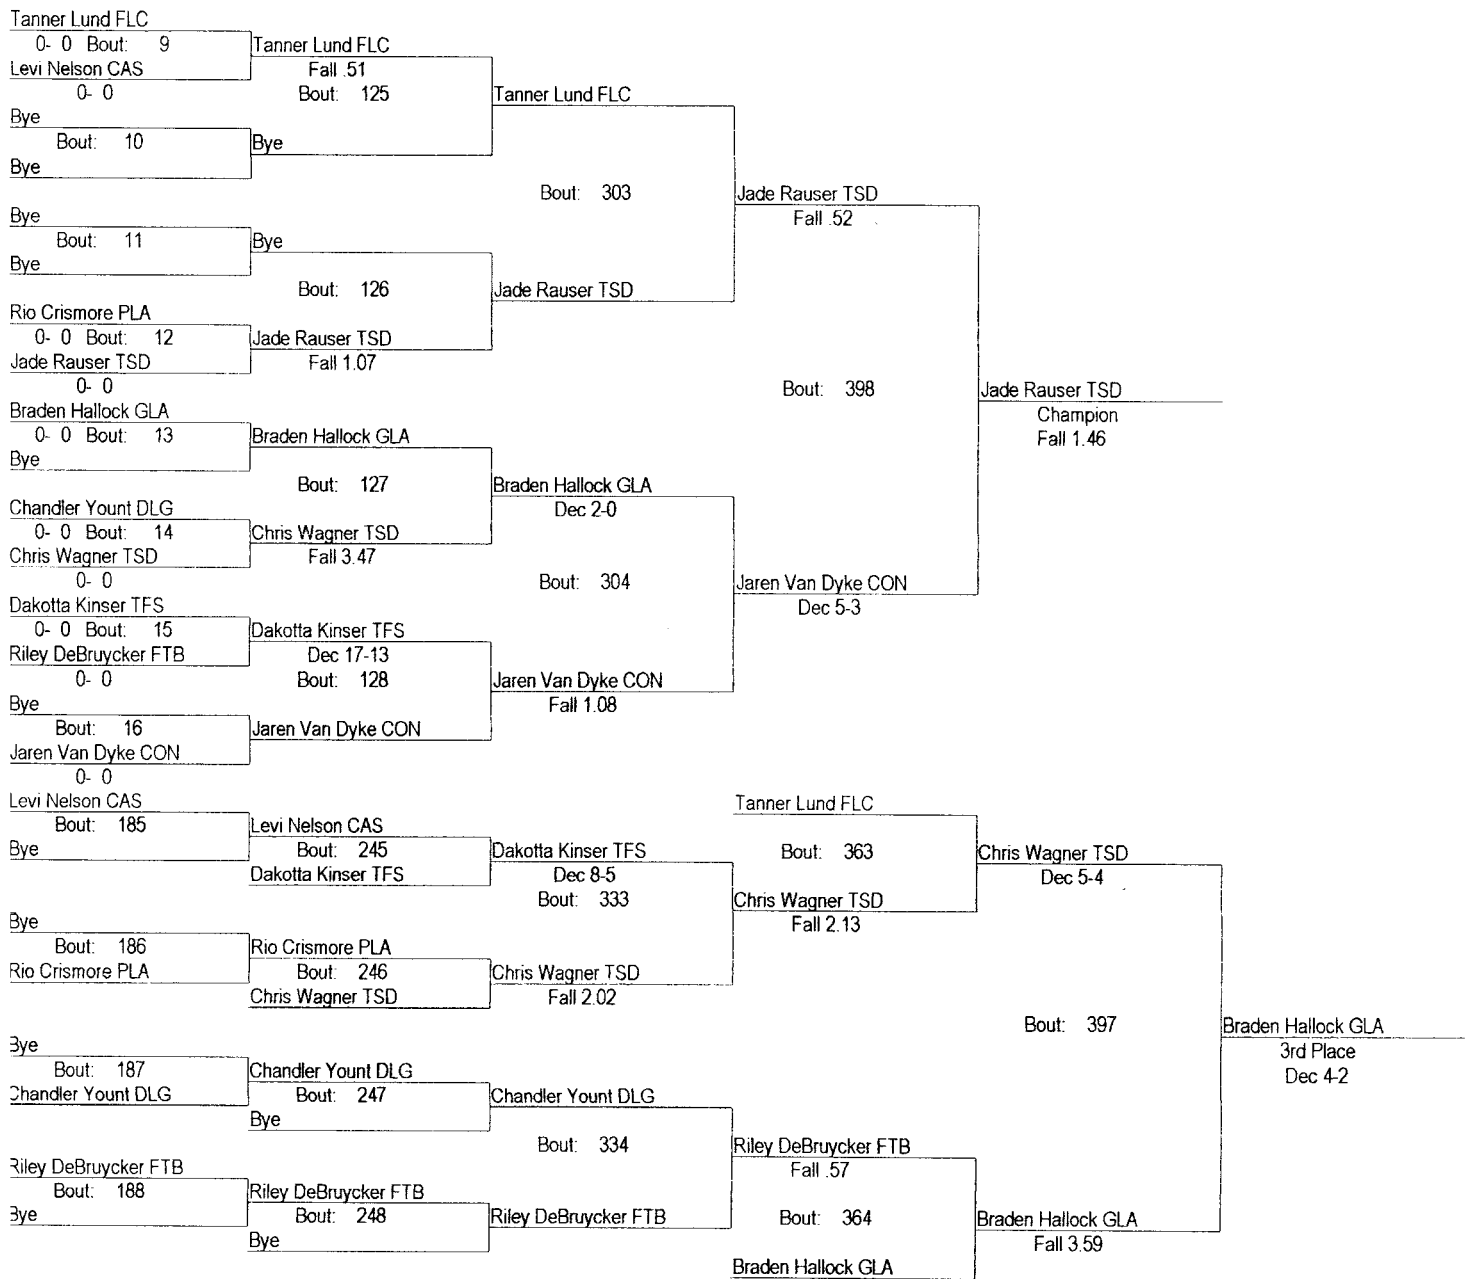 Tanner Lund FLC
0- 0 Bout: 9
Tanner Lund FLC
Levi Nelson CAS
Fall .51
0- 0
Bout: 125
Tanner Lund FLC
Bye
Bout: 10
Bye
Bye
Bout: 303
Jade Rauser TSD
Bye
Fall .52
Bout: 11
Bye
Bye
Bout: 126
Jade Rauser TSD
Rio Crismore PLA
0- 0 Bout: 12
Jade Rauser TSD
Jade Rauser TSD
Fall 1.07
0- 0
Bout: 398
Jade Rauser TSD
Braden Hallock GLA
Champion
0- 0 Bout: 13
Braden Hallock GLA
Fall 1.46
Bye
Bout: 127
Braden Hallock GLA
Chandler Yount DLG
Dec 2-0
0- 0 Bout: 14
Chris Wagner TSD
Chris Wagner TSD
Fall 3.47
0- 0
Bout: 304
Jaren Van Dyke CON
Dakotta Kinser TFS
Dec 5-3
0- 0 Bout: 15
Dakotta Kinser TFS
Riley DeBruycker FTB
Dec 17-13
0- 0
Bout: 128
Jaren Van Dyke CON
Bye
Fall 1.08
Bout: 16
Jaren Van Dyke CON
Jaren Van Dyke CON
0- 0
Levi Nelson CAS
Tanner Lund FLC
Bout: 185
Levi Nelson CAS
Bye
Bout: 245
Dakotta Kinser TFS
Bout: 363
Chris Wagner TSD
Dakotta Kinser TFS
Dec 8-5
Dec 5-4
Bout: 333
Chris Wagner TSD
Bye
Fall 2.13
Bout: 186
Rio Crismore PLA
Rio Crismore PLA
Bout: 246
Chris Wagner TSD
Chris Wagner TSD
Fall 2.02
Bout: 397
Braden Hallock GLA
Bye
3rd Place
Bout: 187
Chandler Yount DLG
Dec 4-2
Chandler Yount DLG
Bout: 247
Chandler Yount DLG
Bye
Bout: 334
Riley DeBruycker FTB
Riley DeBruycker FTB
Fall .57
Bout: 188
Riley DeBruycker FTB
Bye
Bout: 248
Riley DeBruycker FTB
Bout: 364
Braden Hallock GLA
Bye
Fall 3.59
Braden Hallock GLA